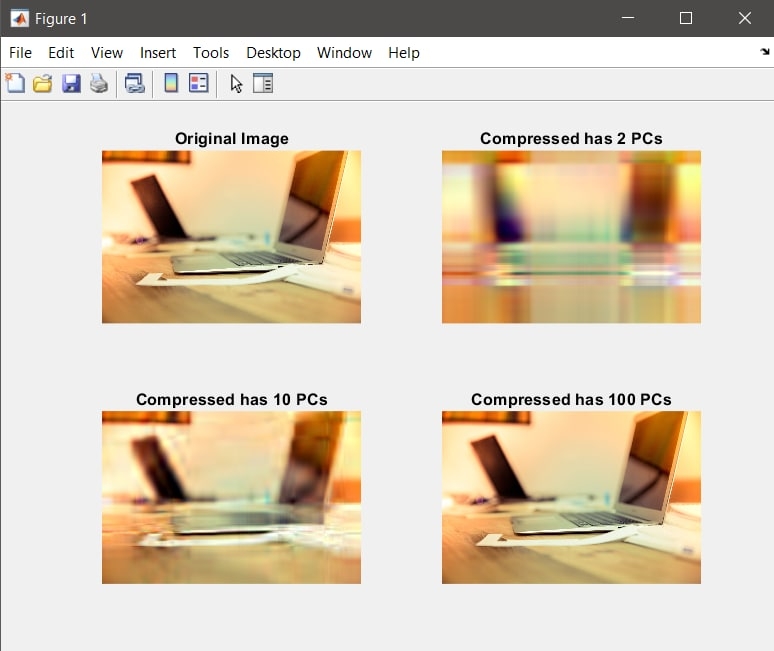 Figure 1
File Edit View Insert Tools Desktop Window Help
Original Image
Compressed has 2 PCs
Compressed has 10 PCs
Compressed has 100 PCs